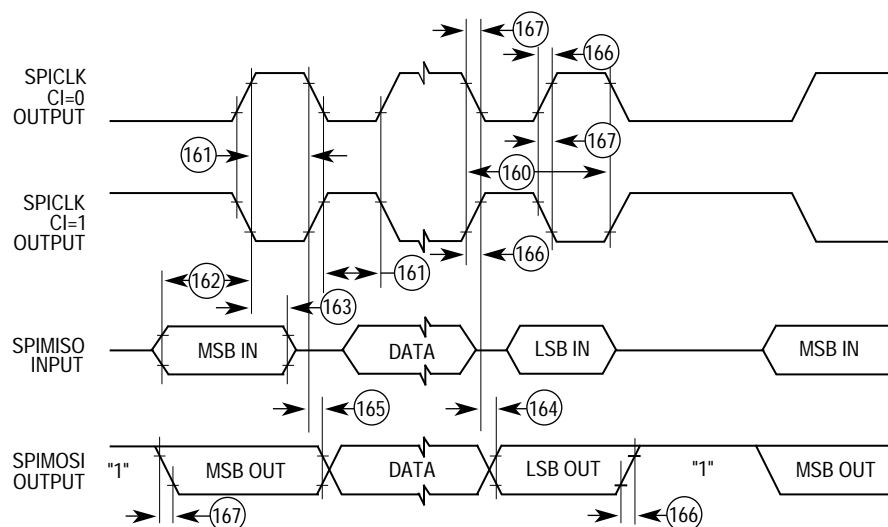 167
166
SPICLK
CI=0
OUTPUT
161
167
160
SPICLK
CI=1
OUTPUT
162
166
161
163
SPIMISO
INPUT
MSB IN
DATA
LSB IN
MSB IN
165
164
SPIMOSI
OUTPUT
"1"
MSB OUT
DATA
LSB OUT
"1"
MSB OUT
167
166